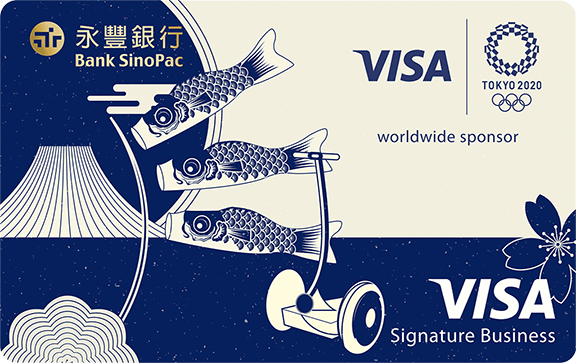 永豐銀行
Bank SinoPac
VISA
TOKYO 2020
worldwide sponsor
VISA
Signature Business